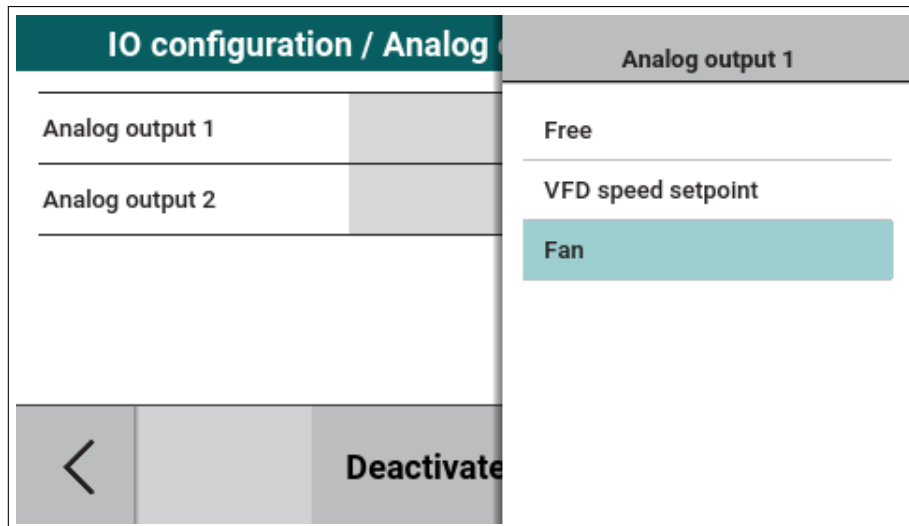 IO configuration / Analog
Analog output 1
Analog output 2
Deactivate
Analog output 1
Free
VFD speed setpoint
Fan